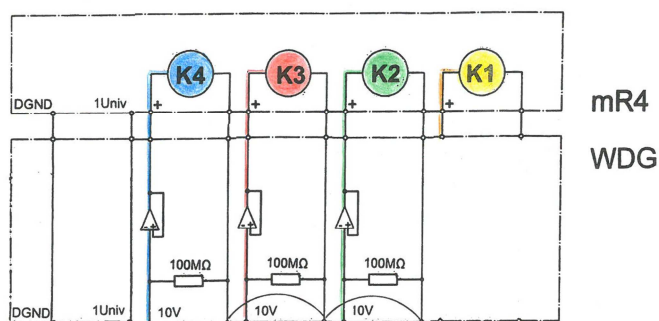 K4 K3 K2 K1
+ + + +
DGND 1Univ
mR4
WDG
- + - + - +
100MΩ 100MΩ 100MΩ
DGND 1Univ 10V 10V 10V